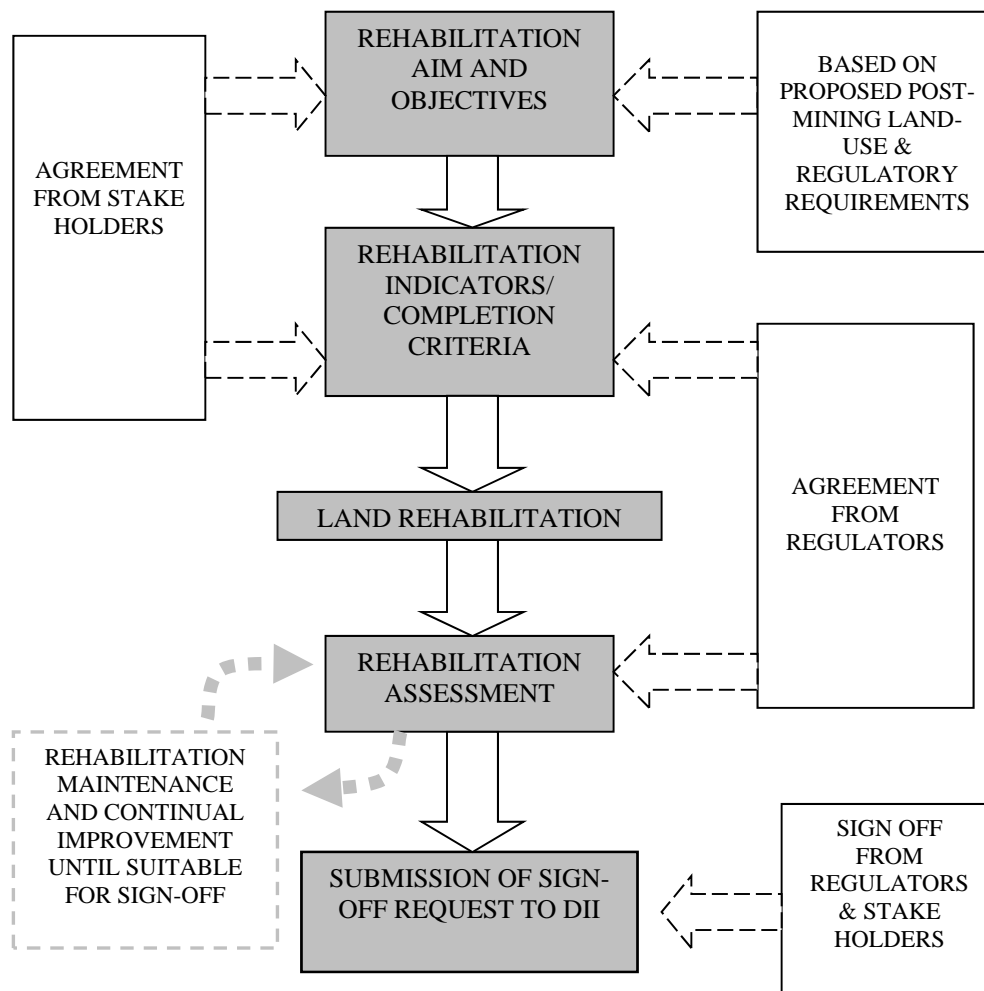 REHABILITATION
AIM AND
OBJECTIVES
BASED ON
PROPOSED POST-
MINING LAND-
USE &
REGULATORY
REQUIREMENTS
AGREEMENT
FROM STAKE
HOLDERS
REHABILITATION
INDICATORS/
COMPLETION
CRITERIA
AGREEMENT
FROM
REGULATORS
LAND REHABILITATION
REHABILITATION
ASSESSMENT
REHABILITATION
MAINTENANCE
AND CONTINUAL
IMPROVEMENT
UNTIL SUITABLE
FOR SIGN-OFF
SUBMISSION OF SIGN-
OFF REQUEST TO DII
SIGN OFF
FROM
REGULATORS
& STAKE
HOLDERS